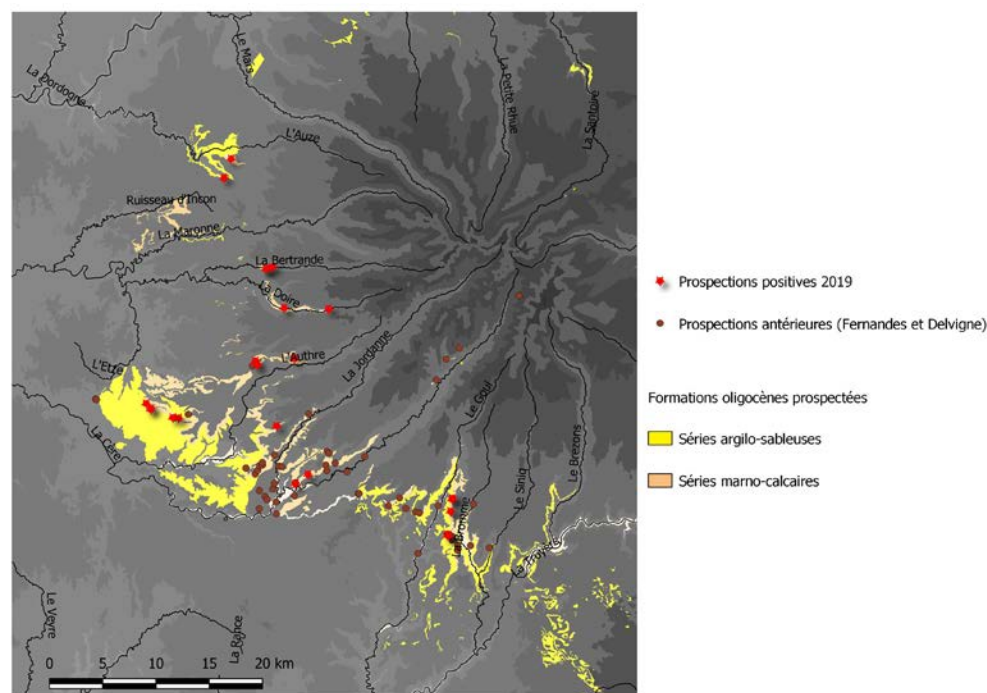 Le Mars
La Petite Rhue
La Santoire
La Dordogne
L'Auze
Ruisseau d'Incon
La Maronne
La Bertrande
La Doire
L'Authre
La Jordanne
L'Etze
La Cère
Le Goul
Le Siniq
Le Brezons
La Bromme
La Truyère
Le Veyre
La Rance
0 5 10 15 20 km
Prospections positives 2019
Prospections antérieures (Fernandes et Delvigne)
Formations oligocènes prospectées
Séries argilo-sableuses
Séries marno-calcaires